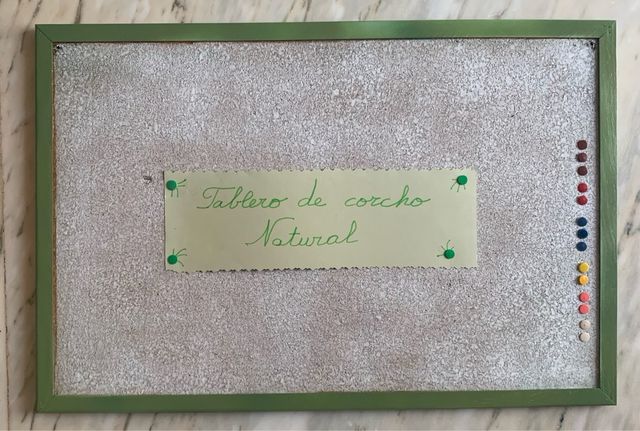 Tablero de corcho
Natural